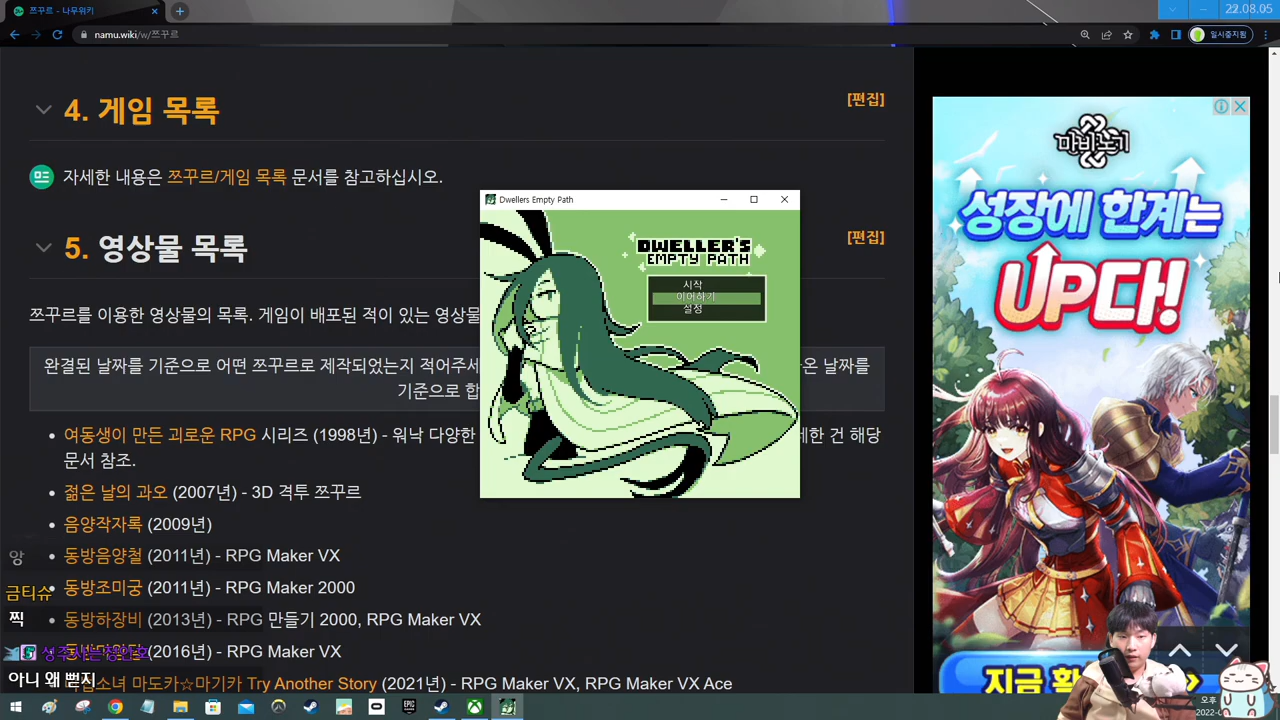 쯔꾸르 - 나무위키
22.08.05
namu.wiki/w/쯔꾸르
일시중지됨
4. 게임 목록
[편집]
자세한 내용은 쯔꾸르/게임 목록 문서를 참고하십시오.
5. 영상물 목록
[편집]
쯔꾸르를 이용한 영상물의 목록. 게임이 배포된 적이 있는 영상물
완결된 날짜를 기준으로 어떤 쯔꾸르로 제작되었는지 적어주세
온 날짜를
기준으로 합
여동생이 만든 괴로운 RPG 시리즈 (1998년) - 워낙 다양한
세한 건 해당
문서 참조.
젊은 날의 과오 (2007년) - 3D 격투 쯔꾸르
음양작자록 (2009년)
동방음양철 (2011년) - RPG Maker VX
동방조미궁 (2011년) - RPG Maker 2000
동방하장비 (2013년) - RPG 만들기 2000, RPG Maker VX
(2016년) - RPG Maker VX
소녀 마도카☆마기카 Try Another Story (2021년) - RPG Maker VX, RPG Maker VX Ace
Dwellers Empty Path
DWELLER'S
EMPTY PATH
시작
이어하기
설정
마비노기
성장에 한계는
UP다!
지금 확
앙
금티슈
찍
성주사는정안호
아니 왜 뻗지
EPIC
오후